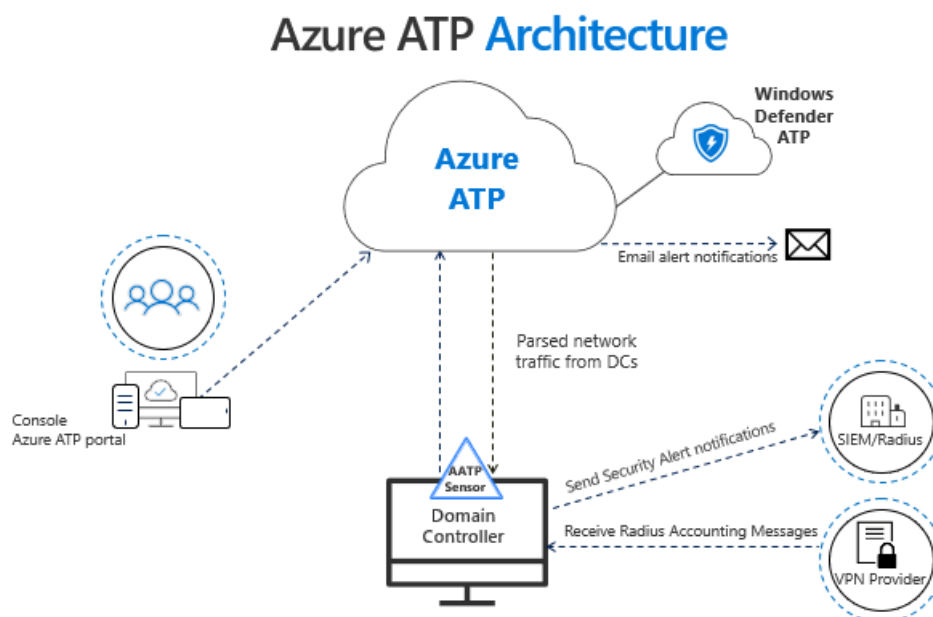 Azure ATP Architecture
Windows
Defender
ATP
Azure
ATP
Email alert notifications
Parsed network
traffic from DCs
Console
Azure ATP portal
SIEM/Radius
Send Security Alert notifications
AATP
Sensor
Domain
Controller
Receive Radius Accounting Messages
VPN Provider